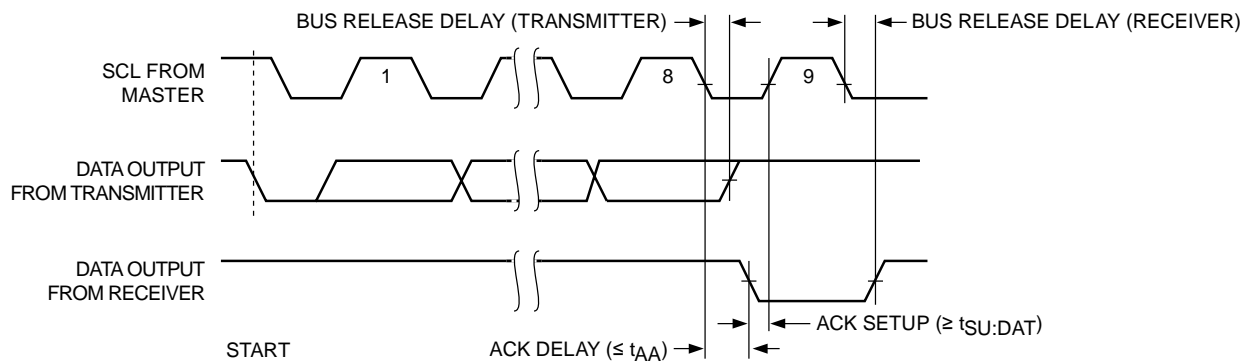 BUS RELEASE DELAY (TRANSMITTER)
BUS RELEASE DELAY (RECEIVER)
SCL FROM
MASTER
1
8
9
DATA OUTPUT
FROM TRANSMITTER
DATA OUTPUT
FROM RECEIVER
ACK SETUP (≥ tSU:DAT)
START
ACK DELAY (≤ tAA)